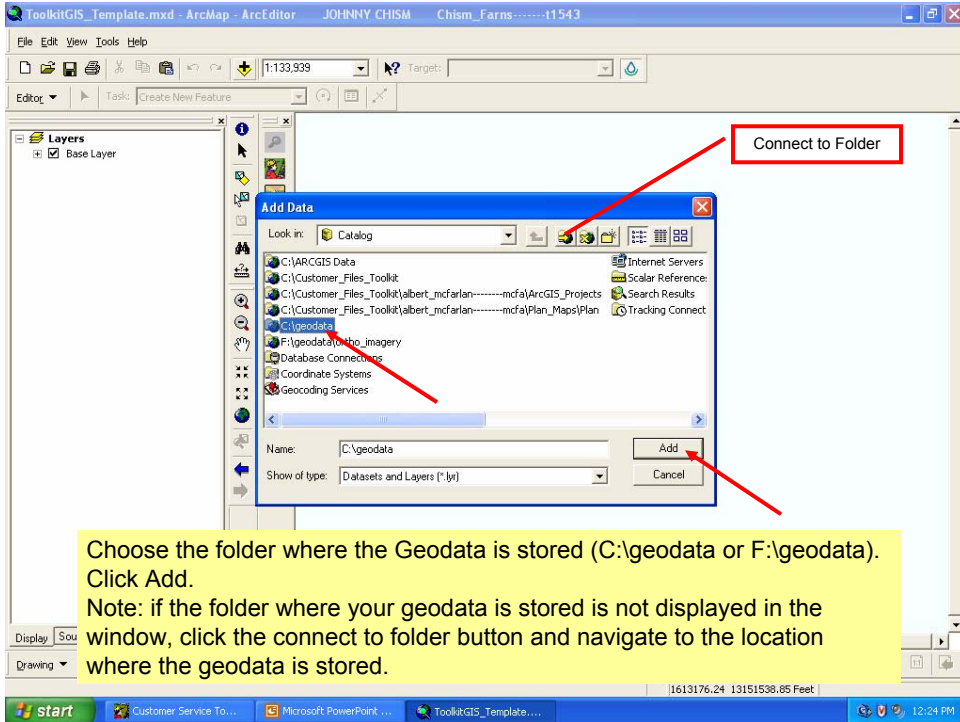 ToolkitGIS_Template.mxd - ArcMap - ArcEditor JOHNNY CHISM Chism_Farns-------t1543
File Edit View Tools Help
1:133,939 Target:
Editor Task: Create New Feature
Layers
Base Layer
Connect to Folder
Add Data
Look in: Catalog
C:\ARCGIS Data
C:\Customer_Files_Toolkit
C:\Customer_Files_Toolkit\albert_mcfarlan--------mcfa\ArcGIS_Projects
C:\Customer_Files_Toolkit\albert_mcfarlan--------mcfa\Plan_Maps\Plan
C:\geodata
F:\geodata\ortho_imagery
Database Connections
Coordinate Systems
Geocoding Services
Internet Servers
Scalar References
Search Results
Tracking Connect
Name: C:\geodata Add
Show of type: Datasets and Layers (*.lyr) Cancel
Choose the folder where the Geodata is stored (C:\geodata or F:\geodata).
Click Add.
Note: if the folder where your geodata is stored is not displayed in the
window, click the connect to folder button and navigate to the location
where the geodata is stored.
Display Sou
Drawing
1613176.24 13151538.85 Feet
start Customer Service To... Microsoft PowerPoint ... ToolkitGIS_Template.... 12:24 PM